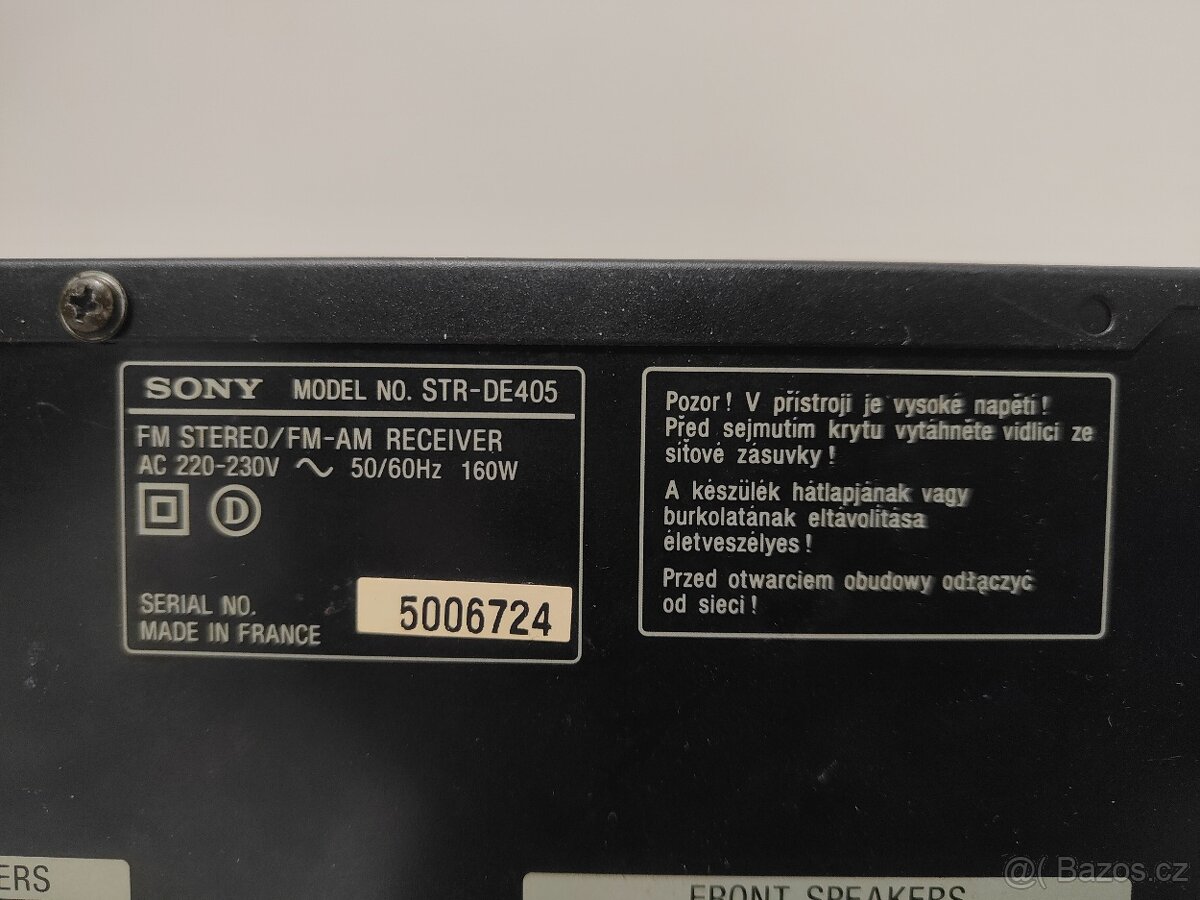 SONY MODEL NO. STR-DE405
FM STEREO/FM-AM RECEIVER
AC 220-230V ~ 50/60Hz 160W
D
SERIAL NO. 5006724
MADE IN FRANCE
Pozor! V přístroji je vysoké napětí!
Před sejmutím krytu vytáhněte vidlici ze
síťové zásuvky!
A készülék hátlapjának vagy
burkolatának eltávolítása
életveszélyes!
Przed otwarciem obudowy odłączyć
od sieci!
ERS
FRONT SPEAKERS
@( Bazos.cz